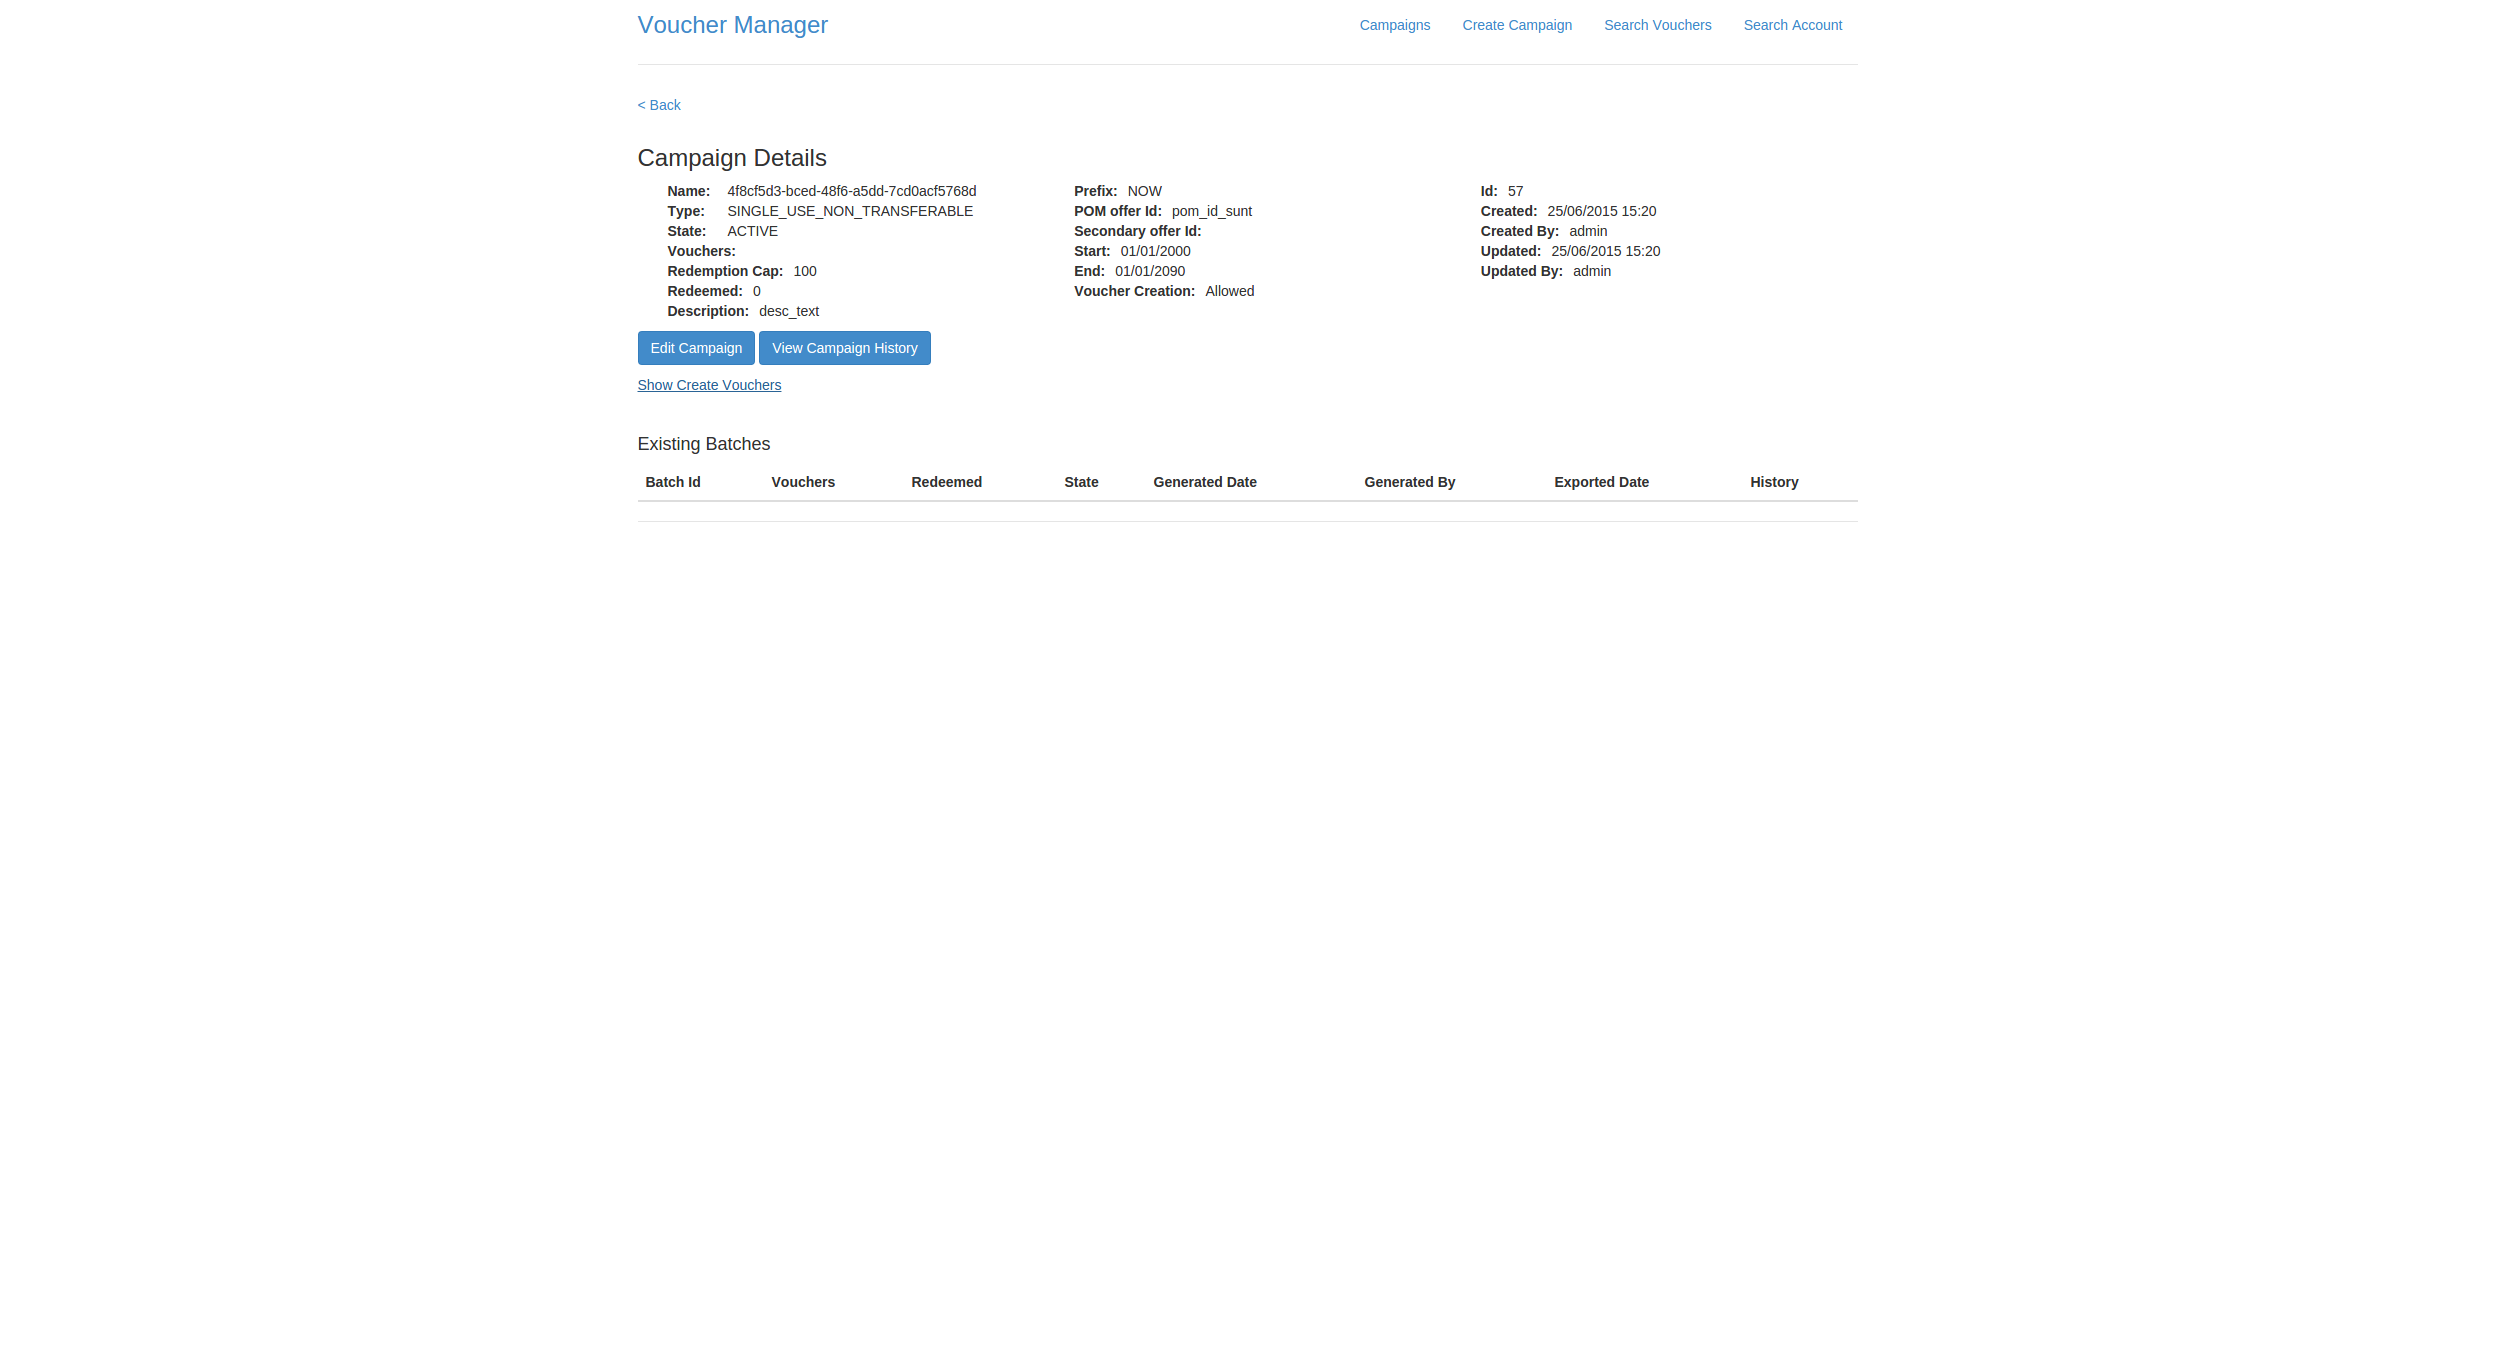 Voucher Manager
Campaigns Create Campaign Search Vouchers Search Account
< Back
Campaign Details
Name: 4f8cf5d3-bced-48f6-a5dd-7cd0acf5768d
Type: SINGLE_USE_NON_TRANSFERABLE
State: ACTIVE
Vouchers:
Redemption Cap: 100
Redeemed: 0
Description: desc_text
Prefix: NOW
POM offer Id: pom_id_sunt
Secondary offer Id:
Start: 01/01/2000
End: 01/01/2090
Voucher Creation: Allowed
Id: 57
Created: 25/06/2015 15:20
Created By: admin
Updated: 25/06/2015 15:20
Updated By: admin
Edit Campaign View Campaign History
Show Create Vouchers
Existing Batches
Batch Id Vouchers Redeemed State Generated Date Generated By Exported Date History